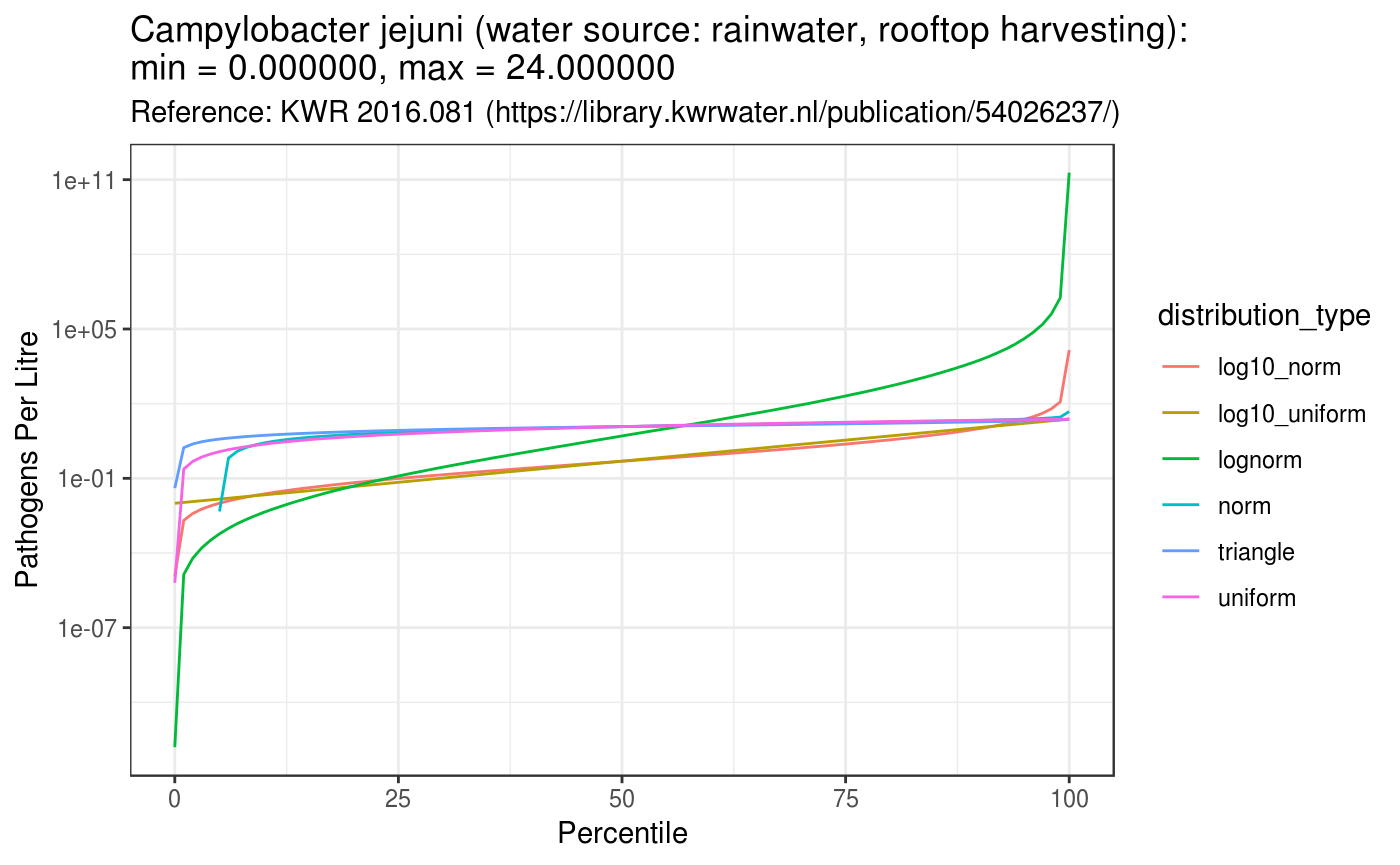 Campylobacter jejuni (water source: rainwater, rooftop harvesting):
min = 0.000000, max = 24.000000
Reference: KWR 2016.081 (https://library.kwrwater.nl/publication/54026237/)
1e+11
1e+05
1e-01
1e-07
Pathogens Per Litre
0
25
50
75
100
Percentile
distribution_type
log10_norm
log10_uniform
lognorm
norm
triangle
uniform